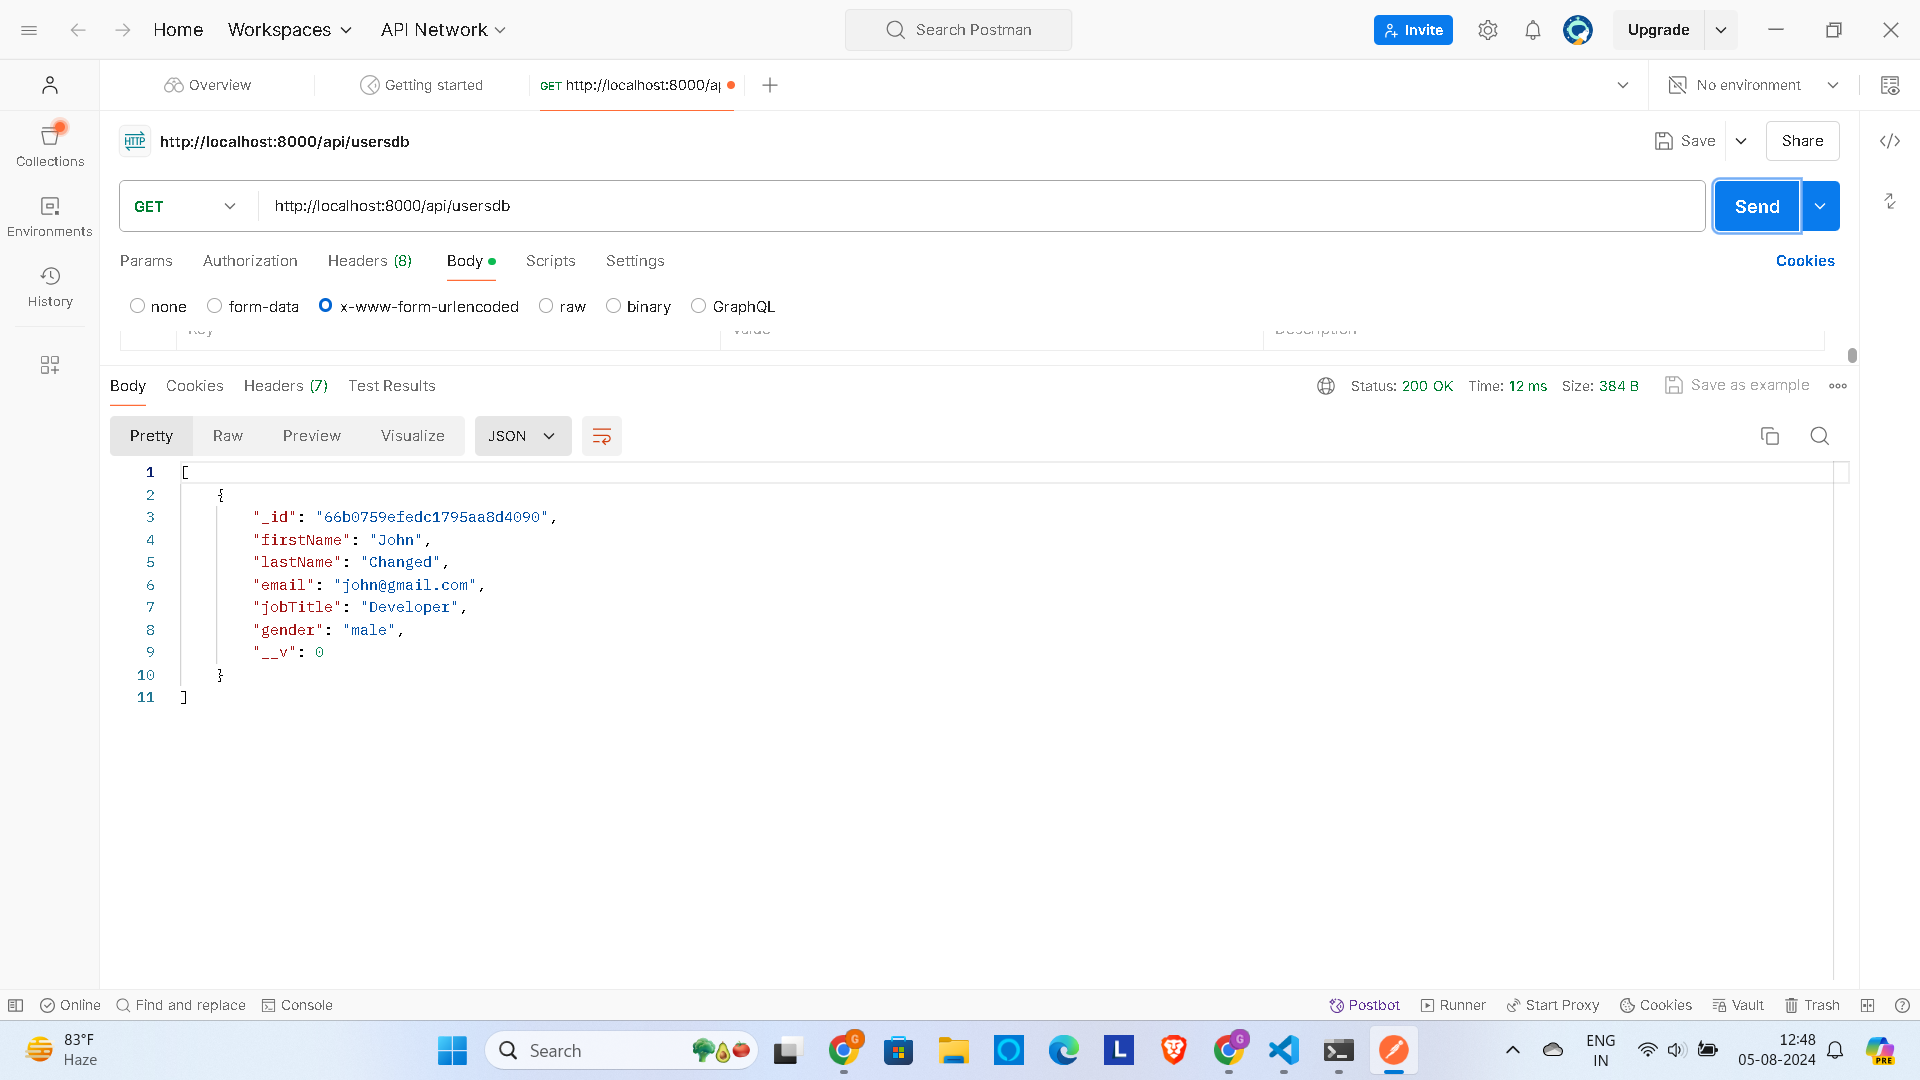 Home Workspaces API Network Search Postman Invite Upgrade
Overview Getting started GET http://localhost:8000/a No environment
HTTP http://localhost:8000/api/usersdb Save Share
Collections
GET http://localhost:8000/api/usersdb Send
Environments
Params Authorization Headers (8) Body Scripts Settings Cookies
History
none form-data x-www-form-urlencoded raw binary GraphQL
Key Value Description
Body Cookies Headers (7) Test Results Status: 200 OK Time: 12 ms Size: 384 B Save as example
Pretty Raw Preview Visualize JSON
1 [
2 {
3 "_id": "66b0759efedc1795aa8d4090",
4 "firstName": "John",
5 "lastName": "Changed",
6 "email": "john@gmail.com",
7 "jobTitle": "Developer",
8 "gender": "male",
9 "__v": 0
10 }
11 ]
Online Find and replace Console Postbot Runner Start Proxy Cookies Vault Trash
83°F
Haze
Search
G
L
G
ENG
IN
12:48
05-08-2024
PRE